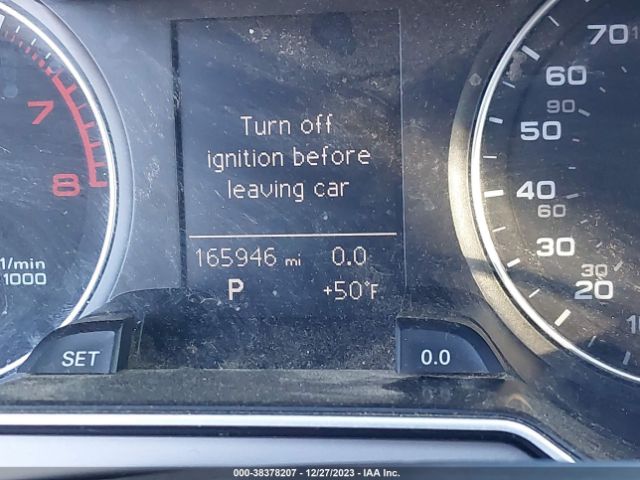 Turn off
ignition before
leaving car
165946 mi 0.0
P +50°F
7
8
1/min
1000
SET
0.0
70
60
50
40
30
20
90
60
30
000-38378207 - 12/27/2023 - IAA Inc.